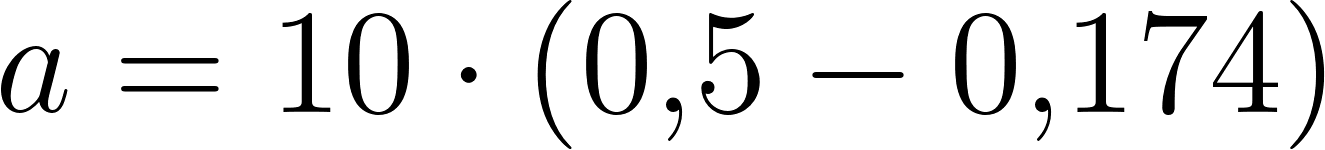 a = 10 · (0,5 − 0,174)